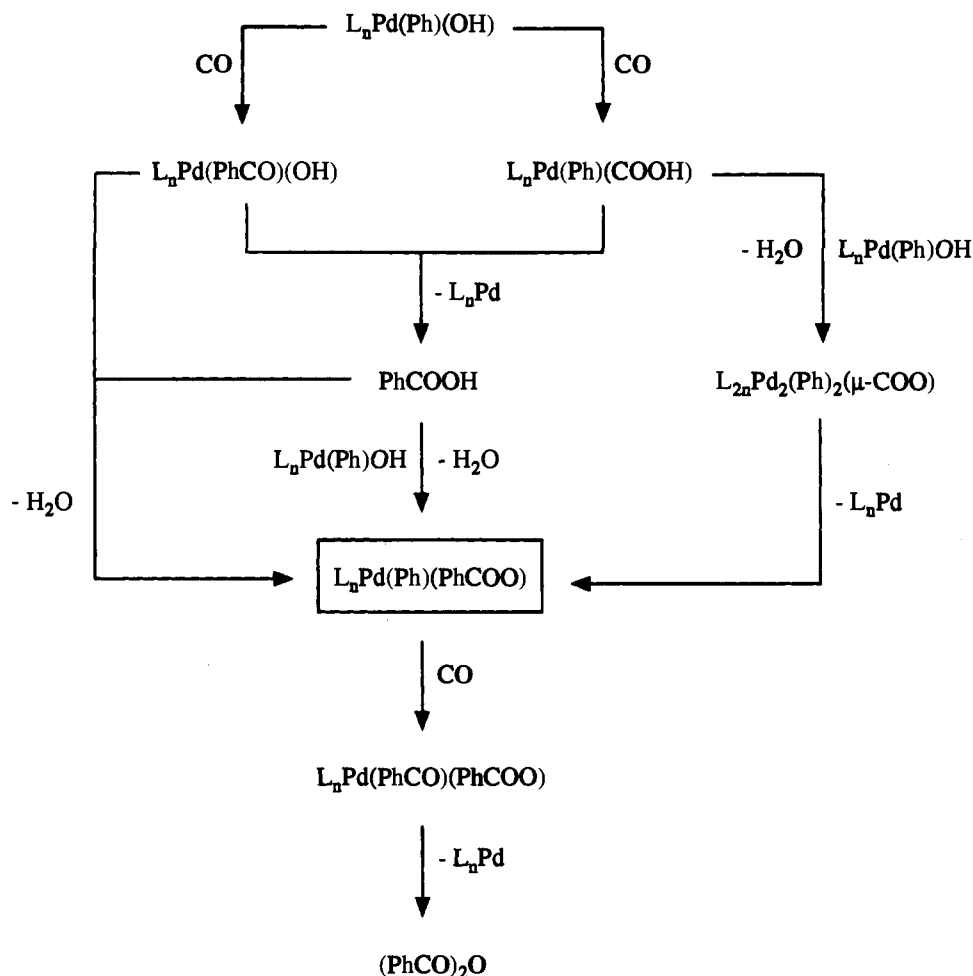 LₙPd(Ph)(OH)
CO CO
LₙPd(PhCO)(OH) LₙPd(Ph)(COOH)
- H₂O LₙPd(Ph)OH
- LₙPd
PhCOOH L₂ₙPd₂(Ph)₂(μ-COO)
LₙPd(Ph)OH - H₂O
- H₂O - LₙPd
LₙPd(Ph)(PhCOO)
CO
LₙPd(PhCO)(PhCOO)
- LₙPd
(PhCO)₂O